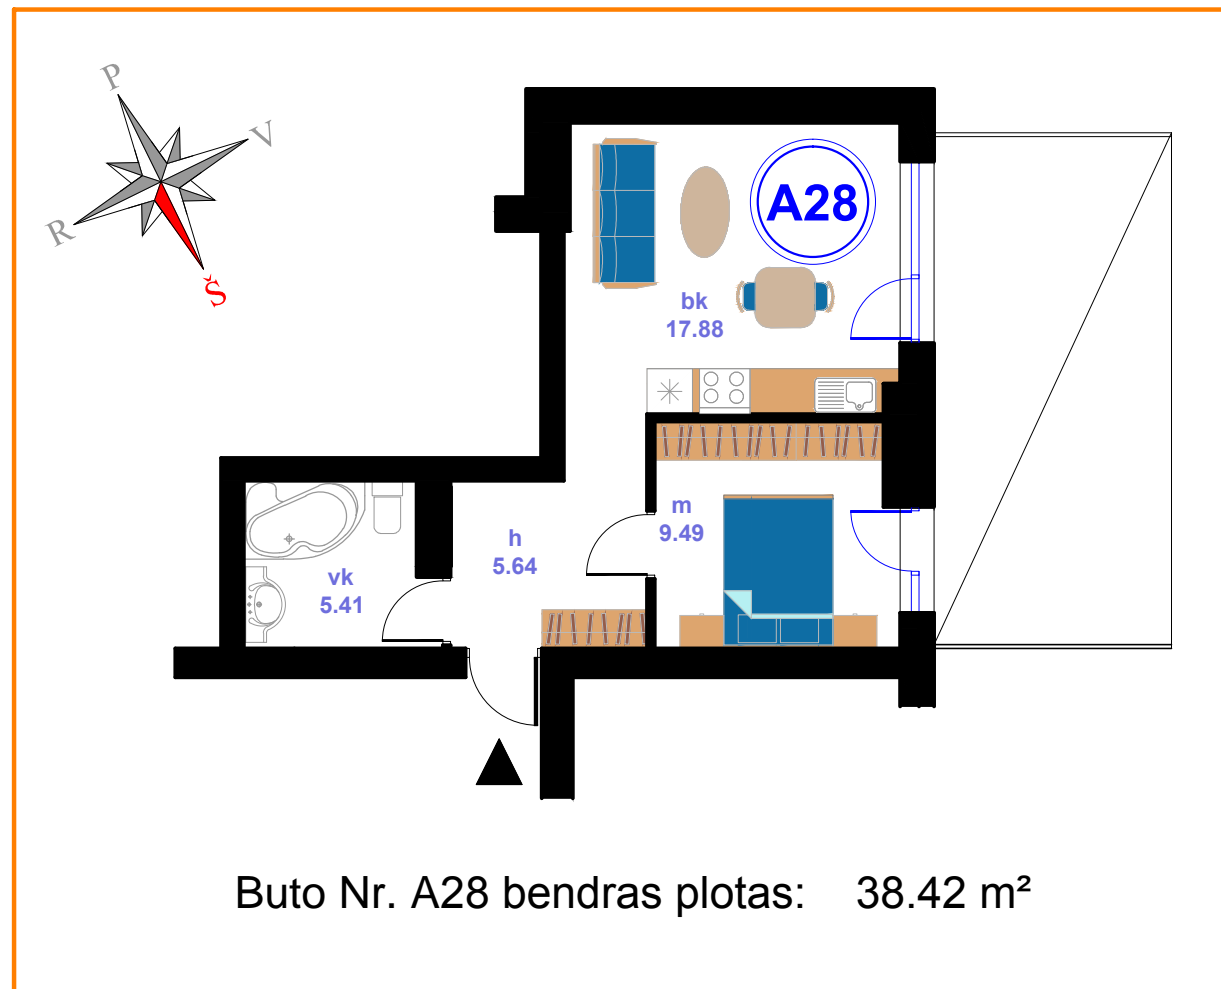 P
V
R
Š
A28
bk
17.88
m
9.49
h
5.64
vk
5.41
Buto Nr. A28 bendras plotas: 38.42 m²